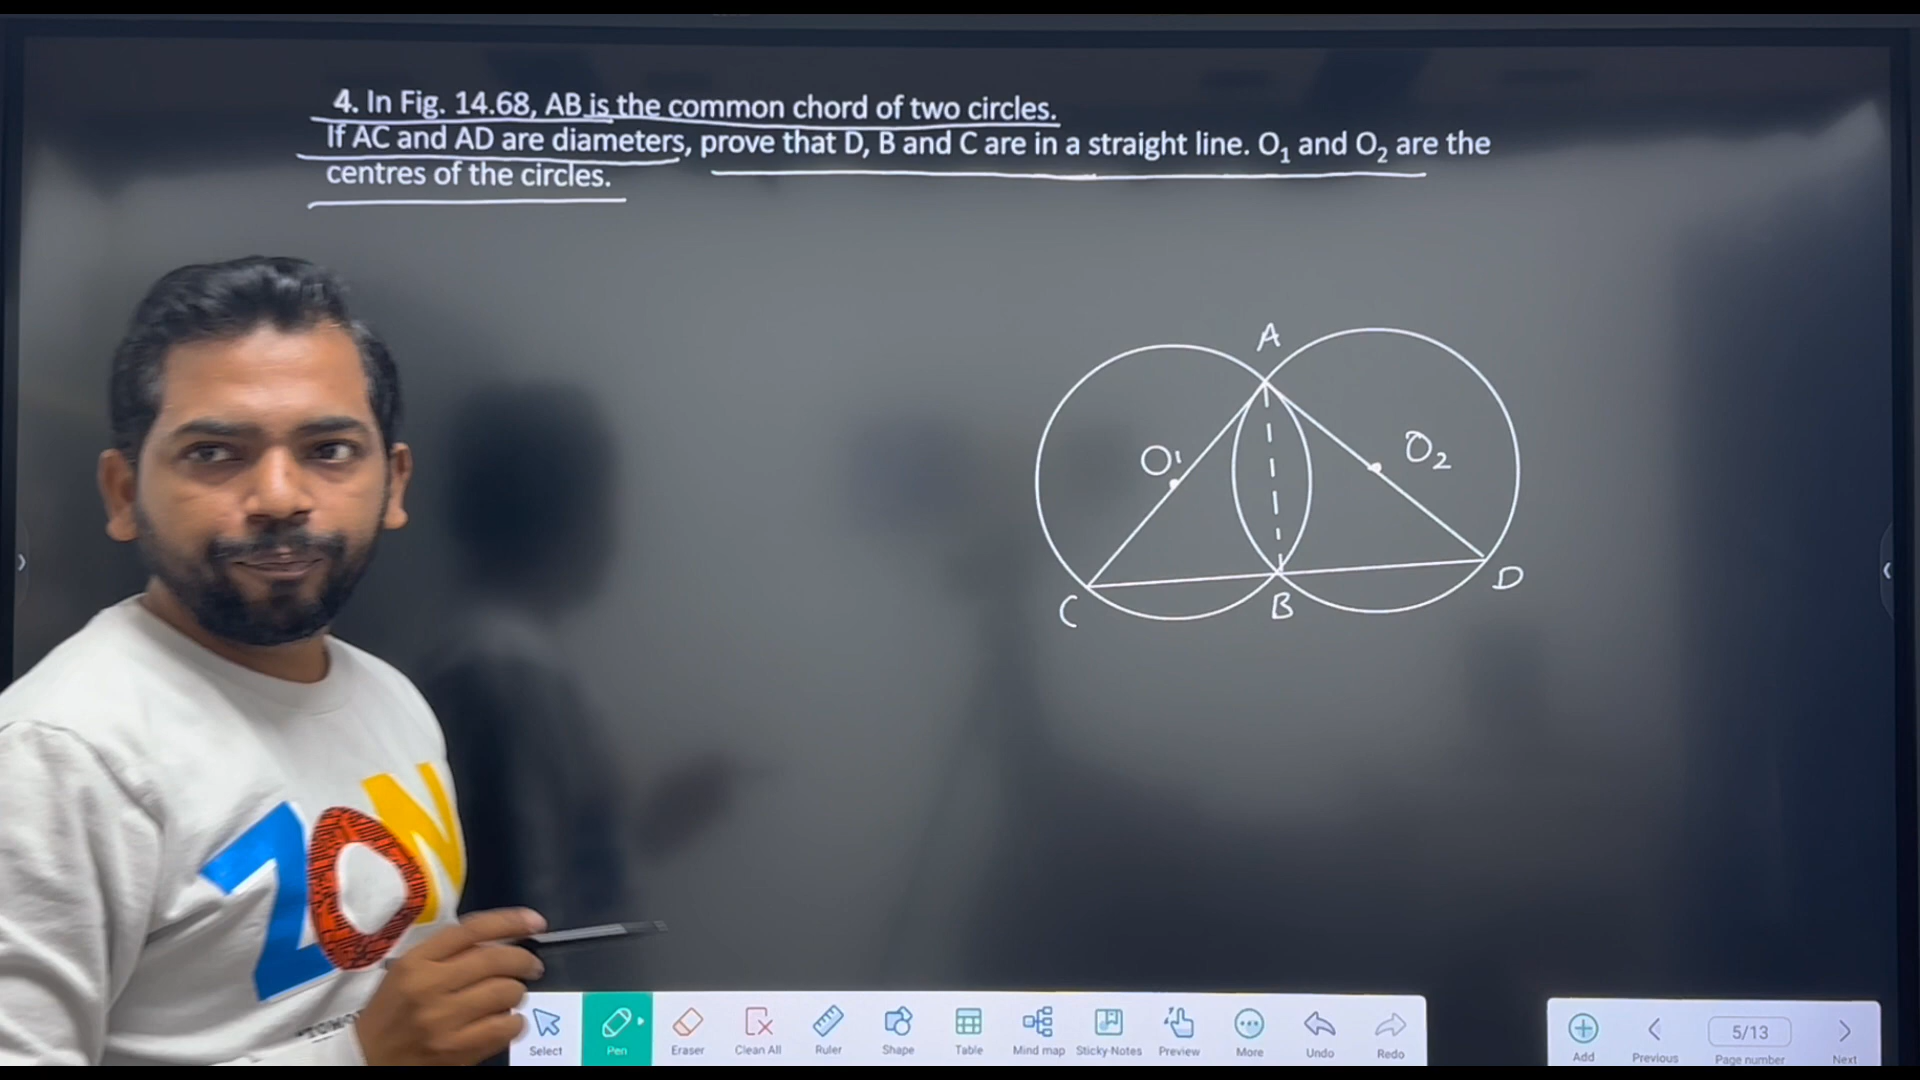 4. In Fig. 14.68, AB is the common chord of two circles.
If AC and AD are diameters, prove that D, B and C are in a straight line. O₁ and O₂ are the
centres of the circles.
A
O¹
O₂
C
B
D
ZON
Select
Pen
Eraser
Clean All
Ruler
Shape
Table
Mind map
Sticky-Notes
Preview
More
Undo
Redo
Add
Previous
5/13
Page number
Next